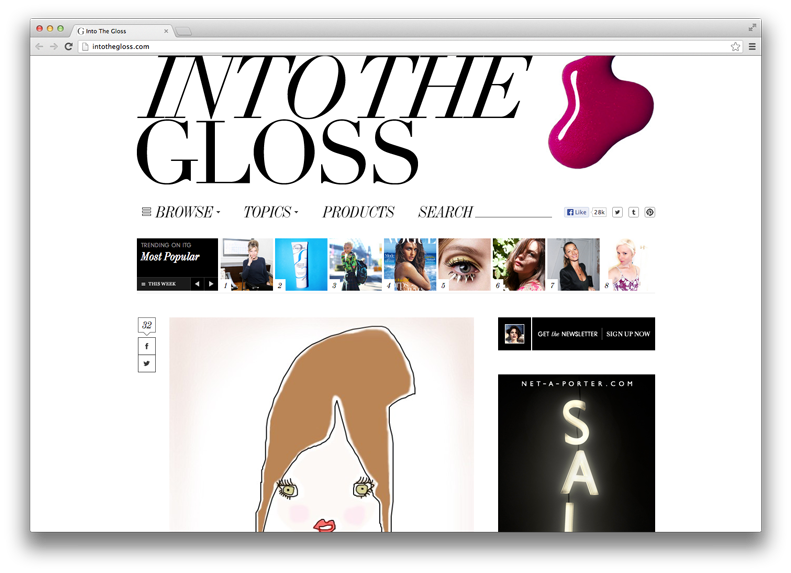 Into The Gloss
intothegloss.com
INTO THE
GLOSS
BROWSE TOPICS PRODUCTS SEARCH
Like 28k
TRENDING ON ITG
Most Popular
THIS WEEK
1 2 3 4 5 6 7 8
VOGUE
32
GET the NEWSLETTER SIGN UP NOW
NET-A-PORTER.COM
S
A
L